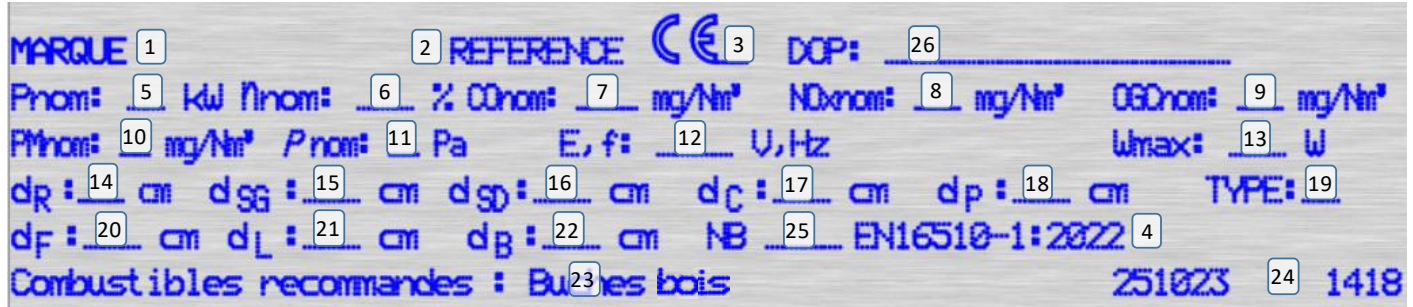 MARQUE 1 2 REFERENCE CE 3 DOP: 26
Pnom: 5 kW ηnom: 6 % COnom: 7 mg/Nm³ NOxnom: 8 mg/Nm³ OGCnom: 9 mg/Nm³
PMnom: 10 mg/Nm³ Pnom: 11 Pa E,f: 12 V,Hz Wmax: 13 W
dR : 14 cm dSG : 15 cm dSD : 16 cm dC : 17 cm dP : 18 cm TYPE: 19
dF : 20 cm dL : 21 cm dB : 22 cm NB 25 EN16510-1:2022 4
Combustibles recommandes : Buches bois 23 251023 24 1418